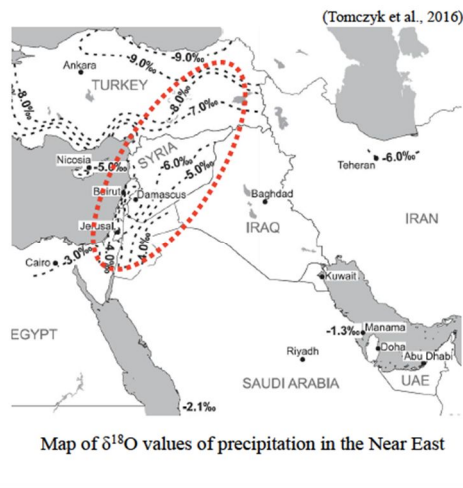 (Tomczyk et al., 2016)
-9.0‰
-9.0‰
Ankara
TURKEY
-8.0‰
-8.0‰
-7.0‰
Nicosia
-5.0‰
SYRIA
-6.0‰
-5.0‰
Teheran
-6.0‰
Beirut
Damascus
Baghdad
IRAN
Jerusal
IRAQ
-4.0‰
-4.0‰
Cairo
-3.0‰
Kuwait
EGYPT
-1.3‰
Manama
Doha
Riyadh
Abu Dhabi
SAUDI ARABIA
UAE
-2.1‰
Map of δ18O values of precipitation in the Near East